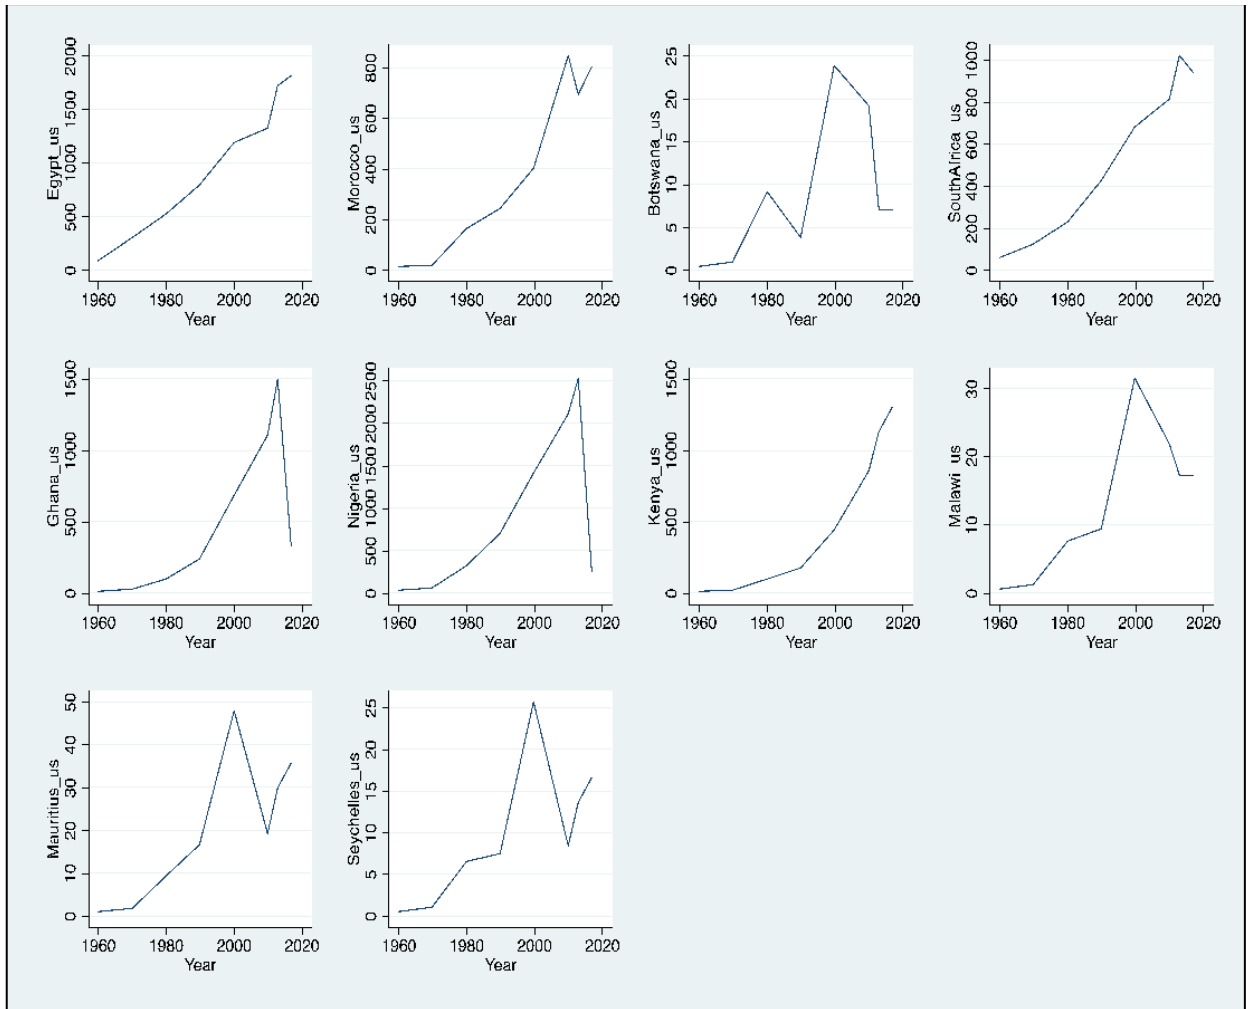 Egypt_us
0 500 1000 1500 2000
1960 1980 2000 2020
Year
Morocco_us
0 200 400 600 800
1960 1980 2000 2020
Year
Botswana_us
0 5 10 15 20 25
1960 1980 2000 2020
Year
SouthAfrica_us
0 200 400 600 800 1000
1960 1980 2000 2020
Year
Ghana_us
0 500 1000 1500
1960 1980 2000 2020
Year
Nigeria_us
0 500 1000 1500 2000 2500
1960 1980 2000 2020
Year
Kenya_us
0 500 1000 1500
1960 1980 2000 2020
Year
Malawi_us
0 10 20 30
1960 1980 2000 2020
Year
Mauritius_us
0 10 20 30 40 50
1960 1980 2000 2020
Year
Seychelles_us
0 5 10 15 20 25
1960 1980 2000 2020
Year